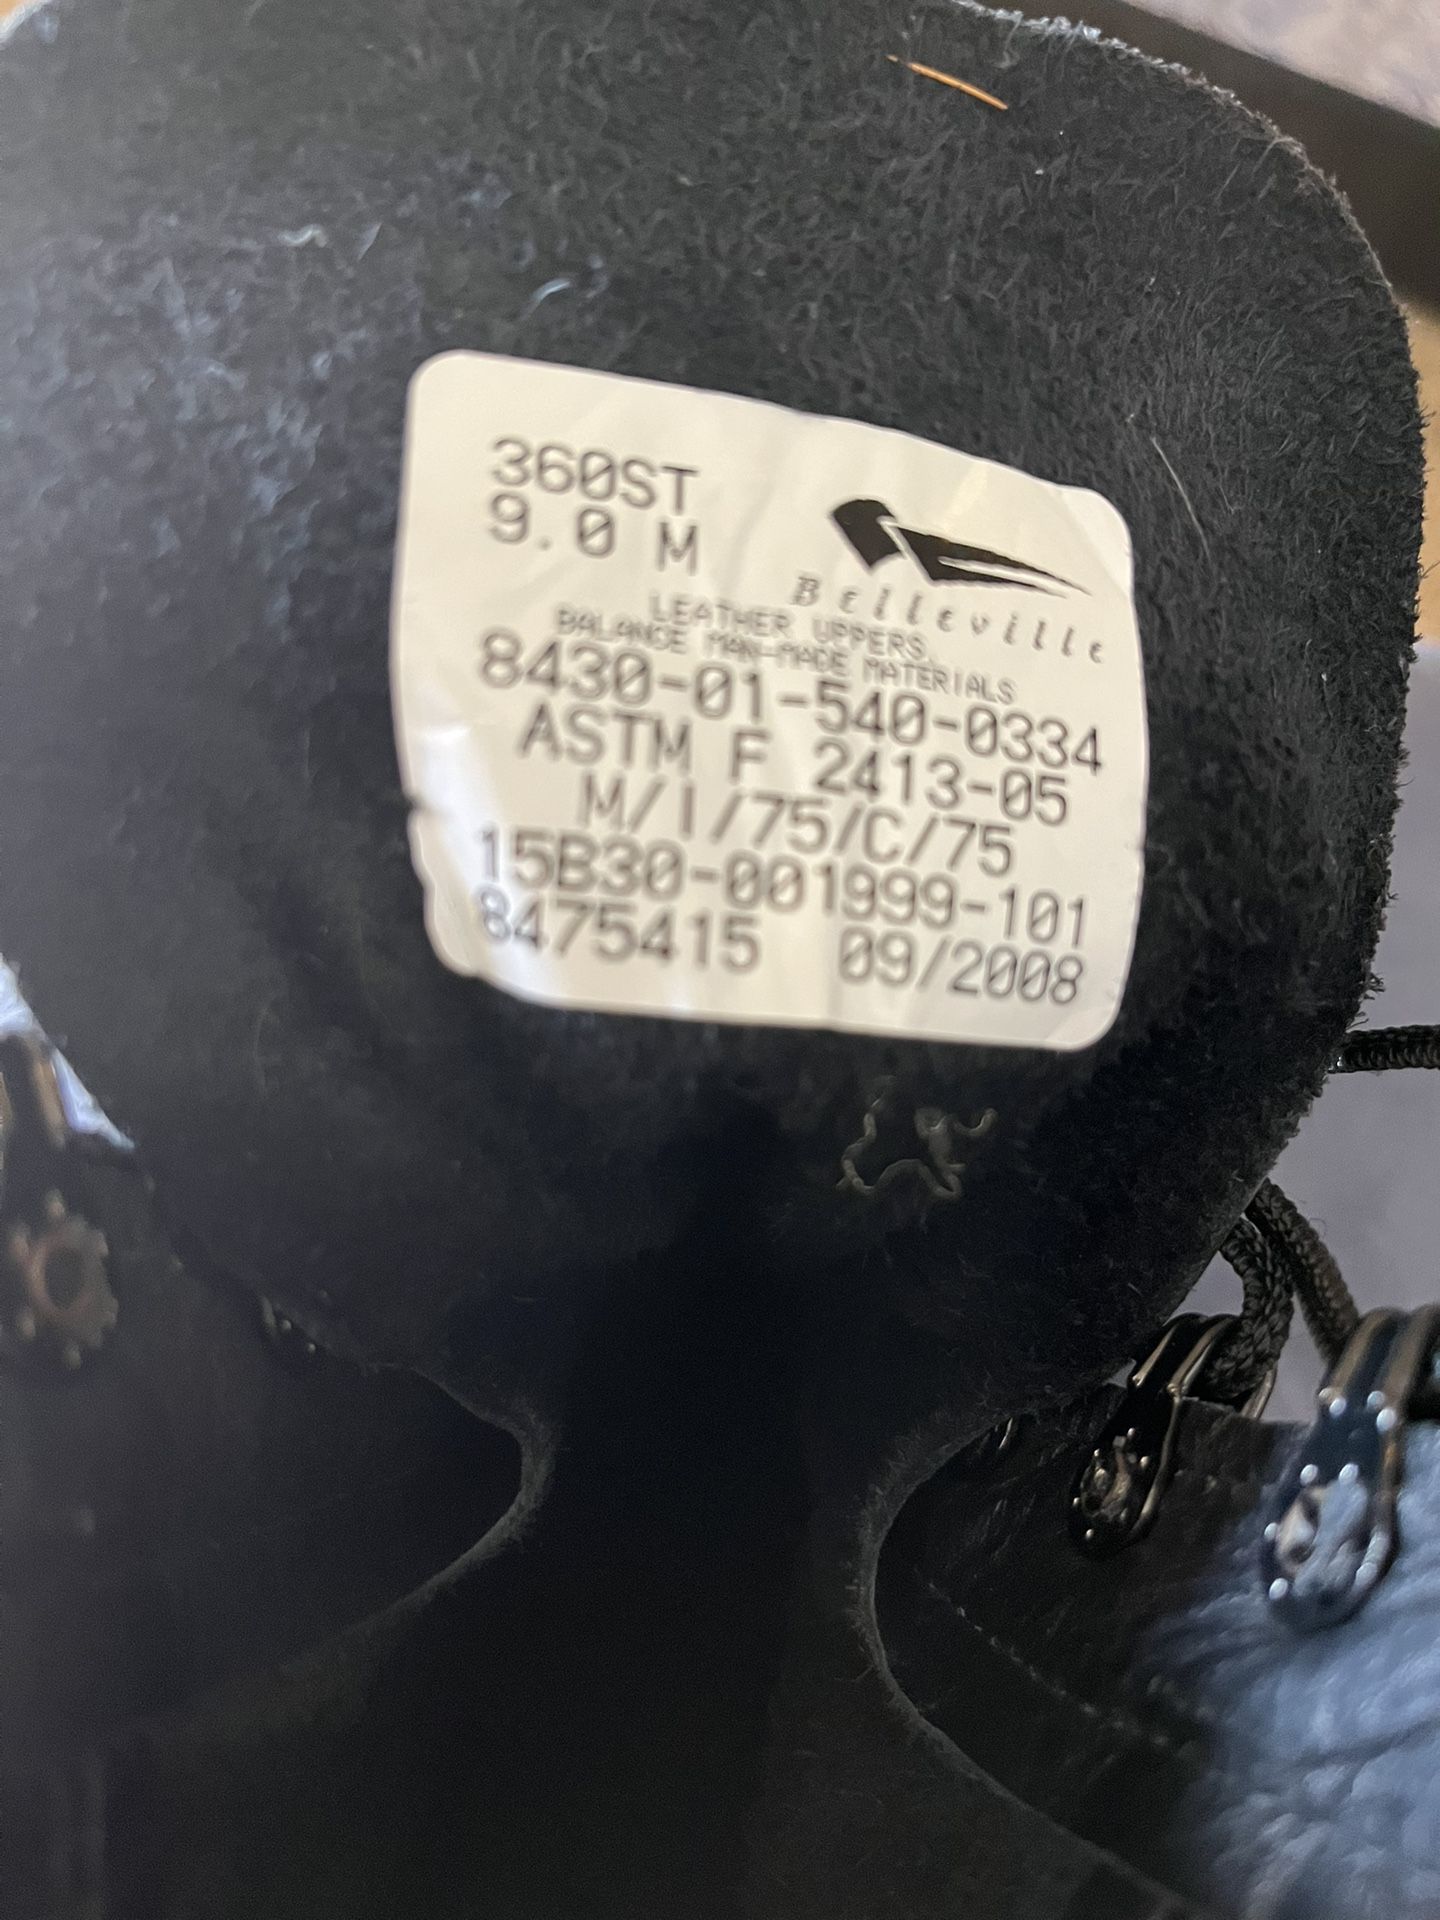 360ST
9.0 M
Belleville
LEATHER UPPERS,
BALANCE MAN-MADE MATERIALS
8430-01-540-0334
ASTM F 2413-05
M/I/75/C/75
15B30-001999-101
8475415 09/2008